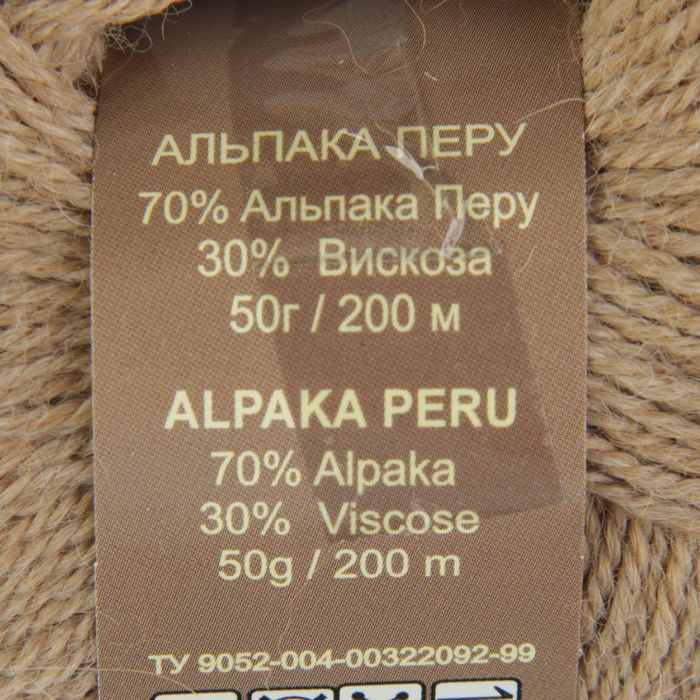 АЛЬПАКА ПЕРУ
70% Альпака Перу
30% Вискоза
50г / 200 м
ALPAKA PERU
70% Alpaka
30% Viscose
50g / 200 m
ТУ 9052-004-00322092-99